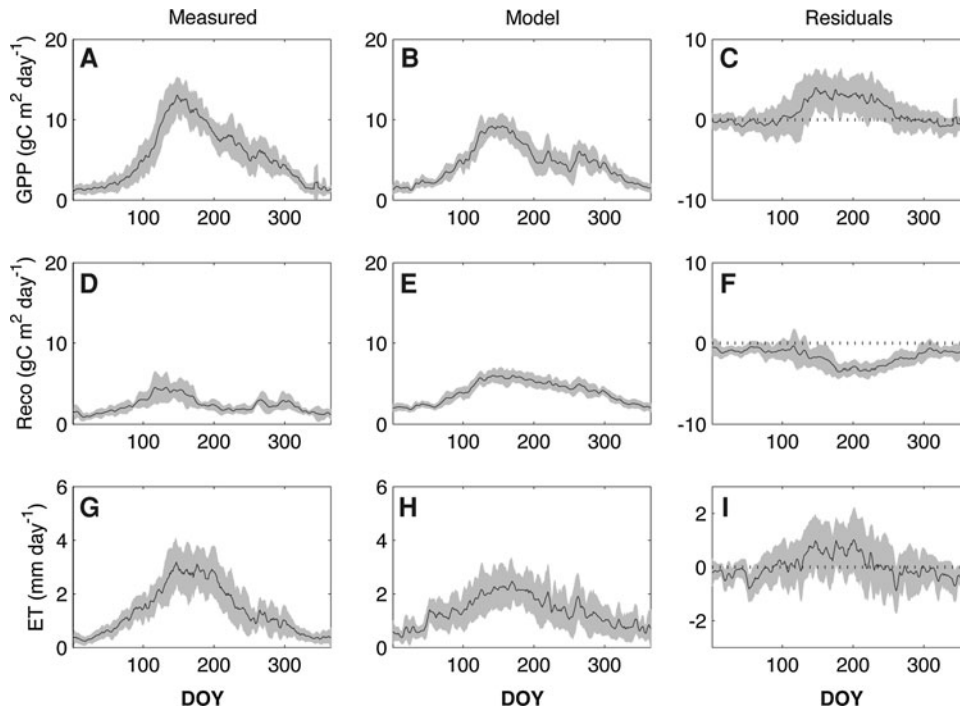 Measured Model Residuals
A B C
GPP (gC m² day⁻¹)
20 20 10
10 10 0
0 0 -10
100 200 300 100 200 300 100 200 300
D E F
Reco (gC m² day⁻¹)
20 20 10
10 10 0
0 0 -10
100 200 300 100 200 300 100 200 300
G H I
ET (mm day⁻¹)
6 6
4 4 2
2 2 0
0 0 -2
100 200 300 100 200 300 100 200 300
DOY DOY DOY